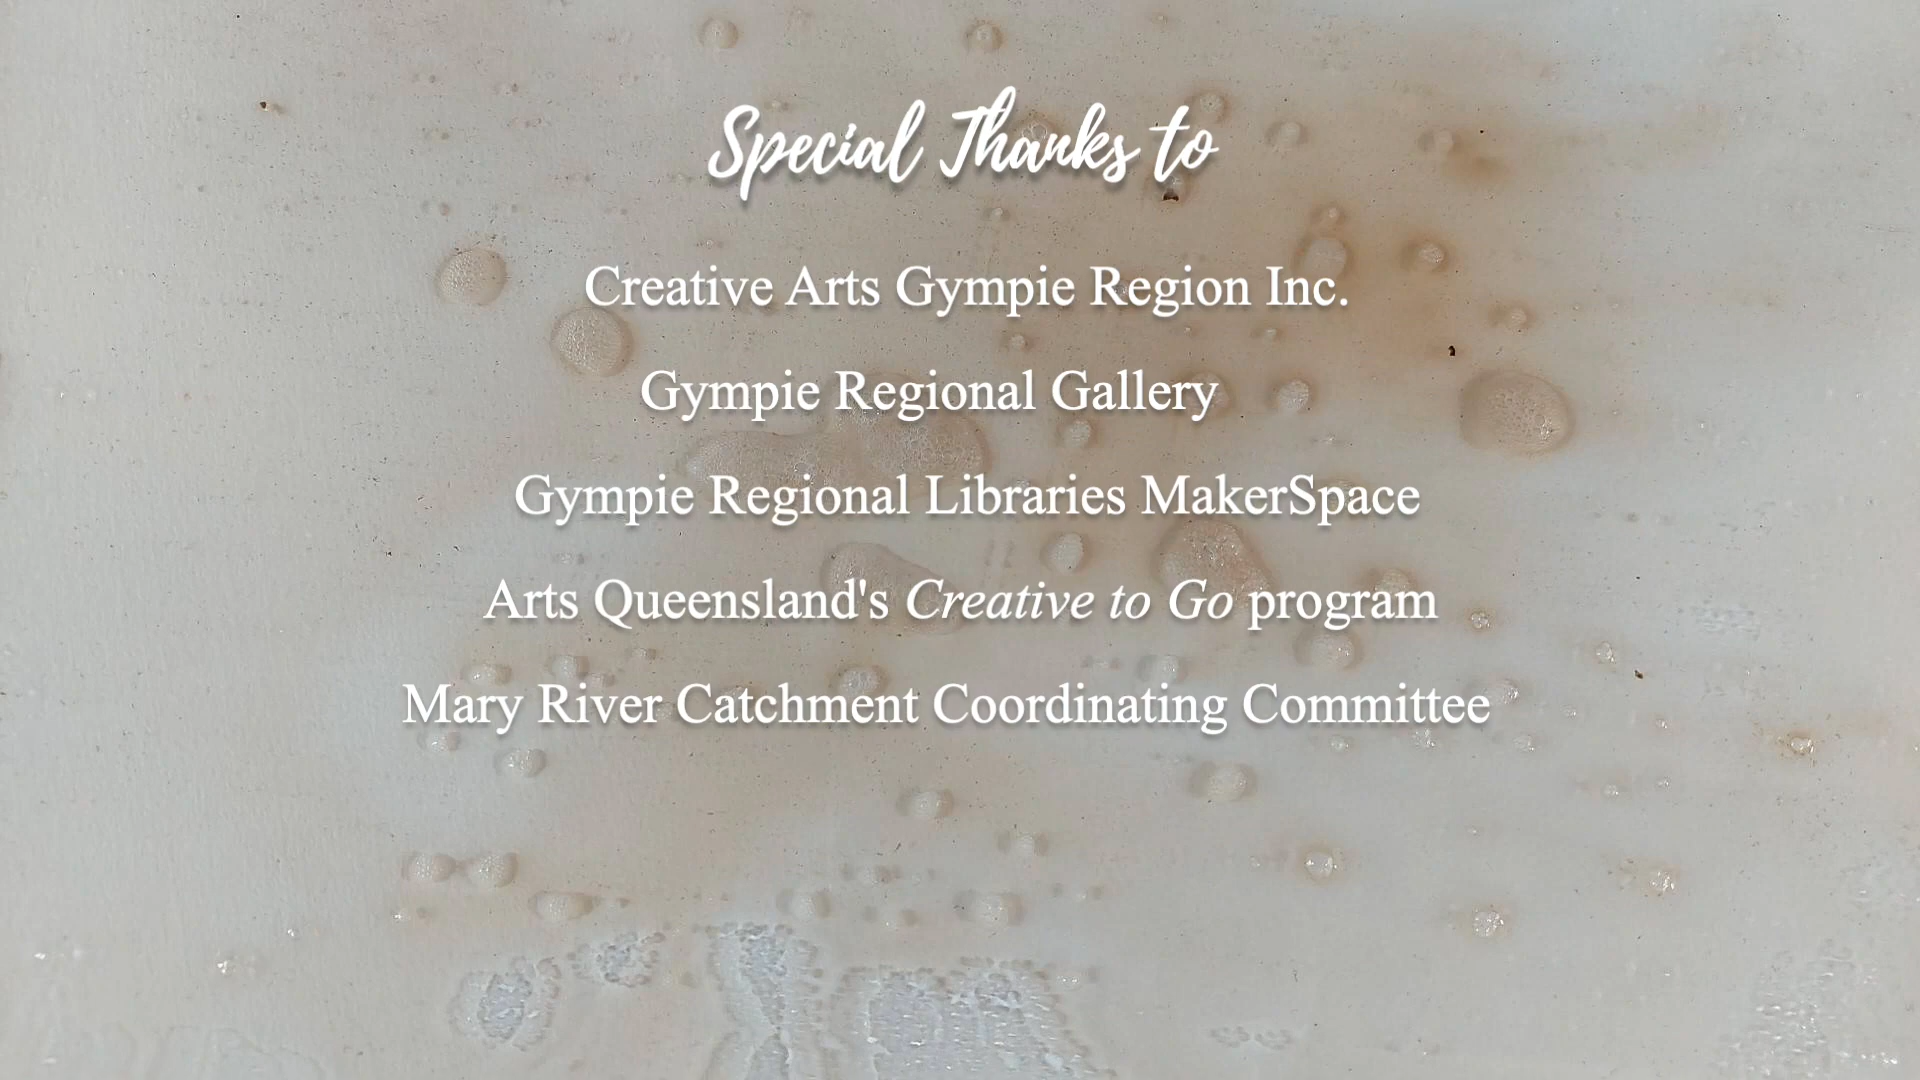 Special Thanks to
Creative Arts Gympie Region Inc.
Gympie Regional Gallery
Gympie Regional Libraries MakerSpace
Arts Queensland's Creative to Go program
Mary River Catchment Coordinating Committee